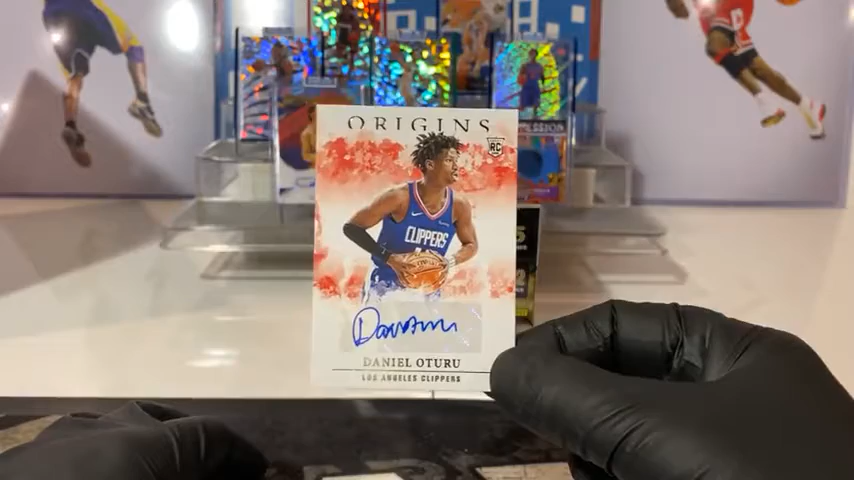 ORIGINS
RC
CLIPPERS
DANIEL OTURU
LOS ANGELES CLIPPERS